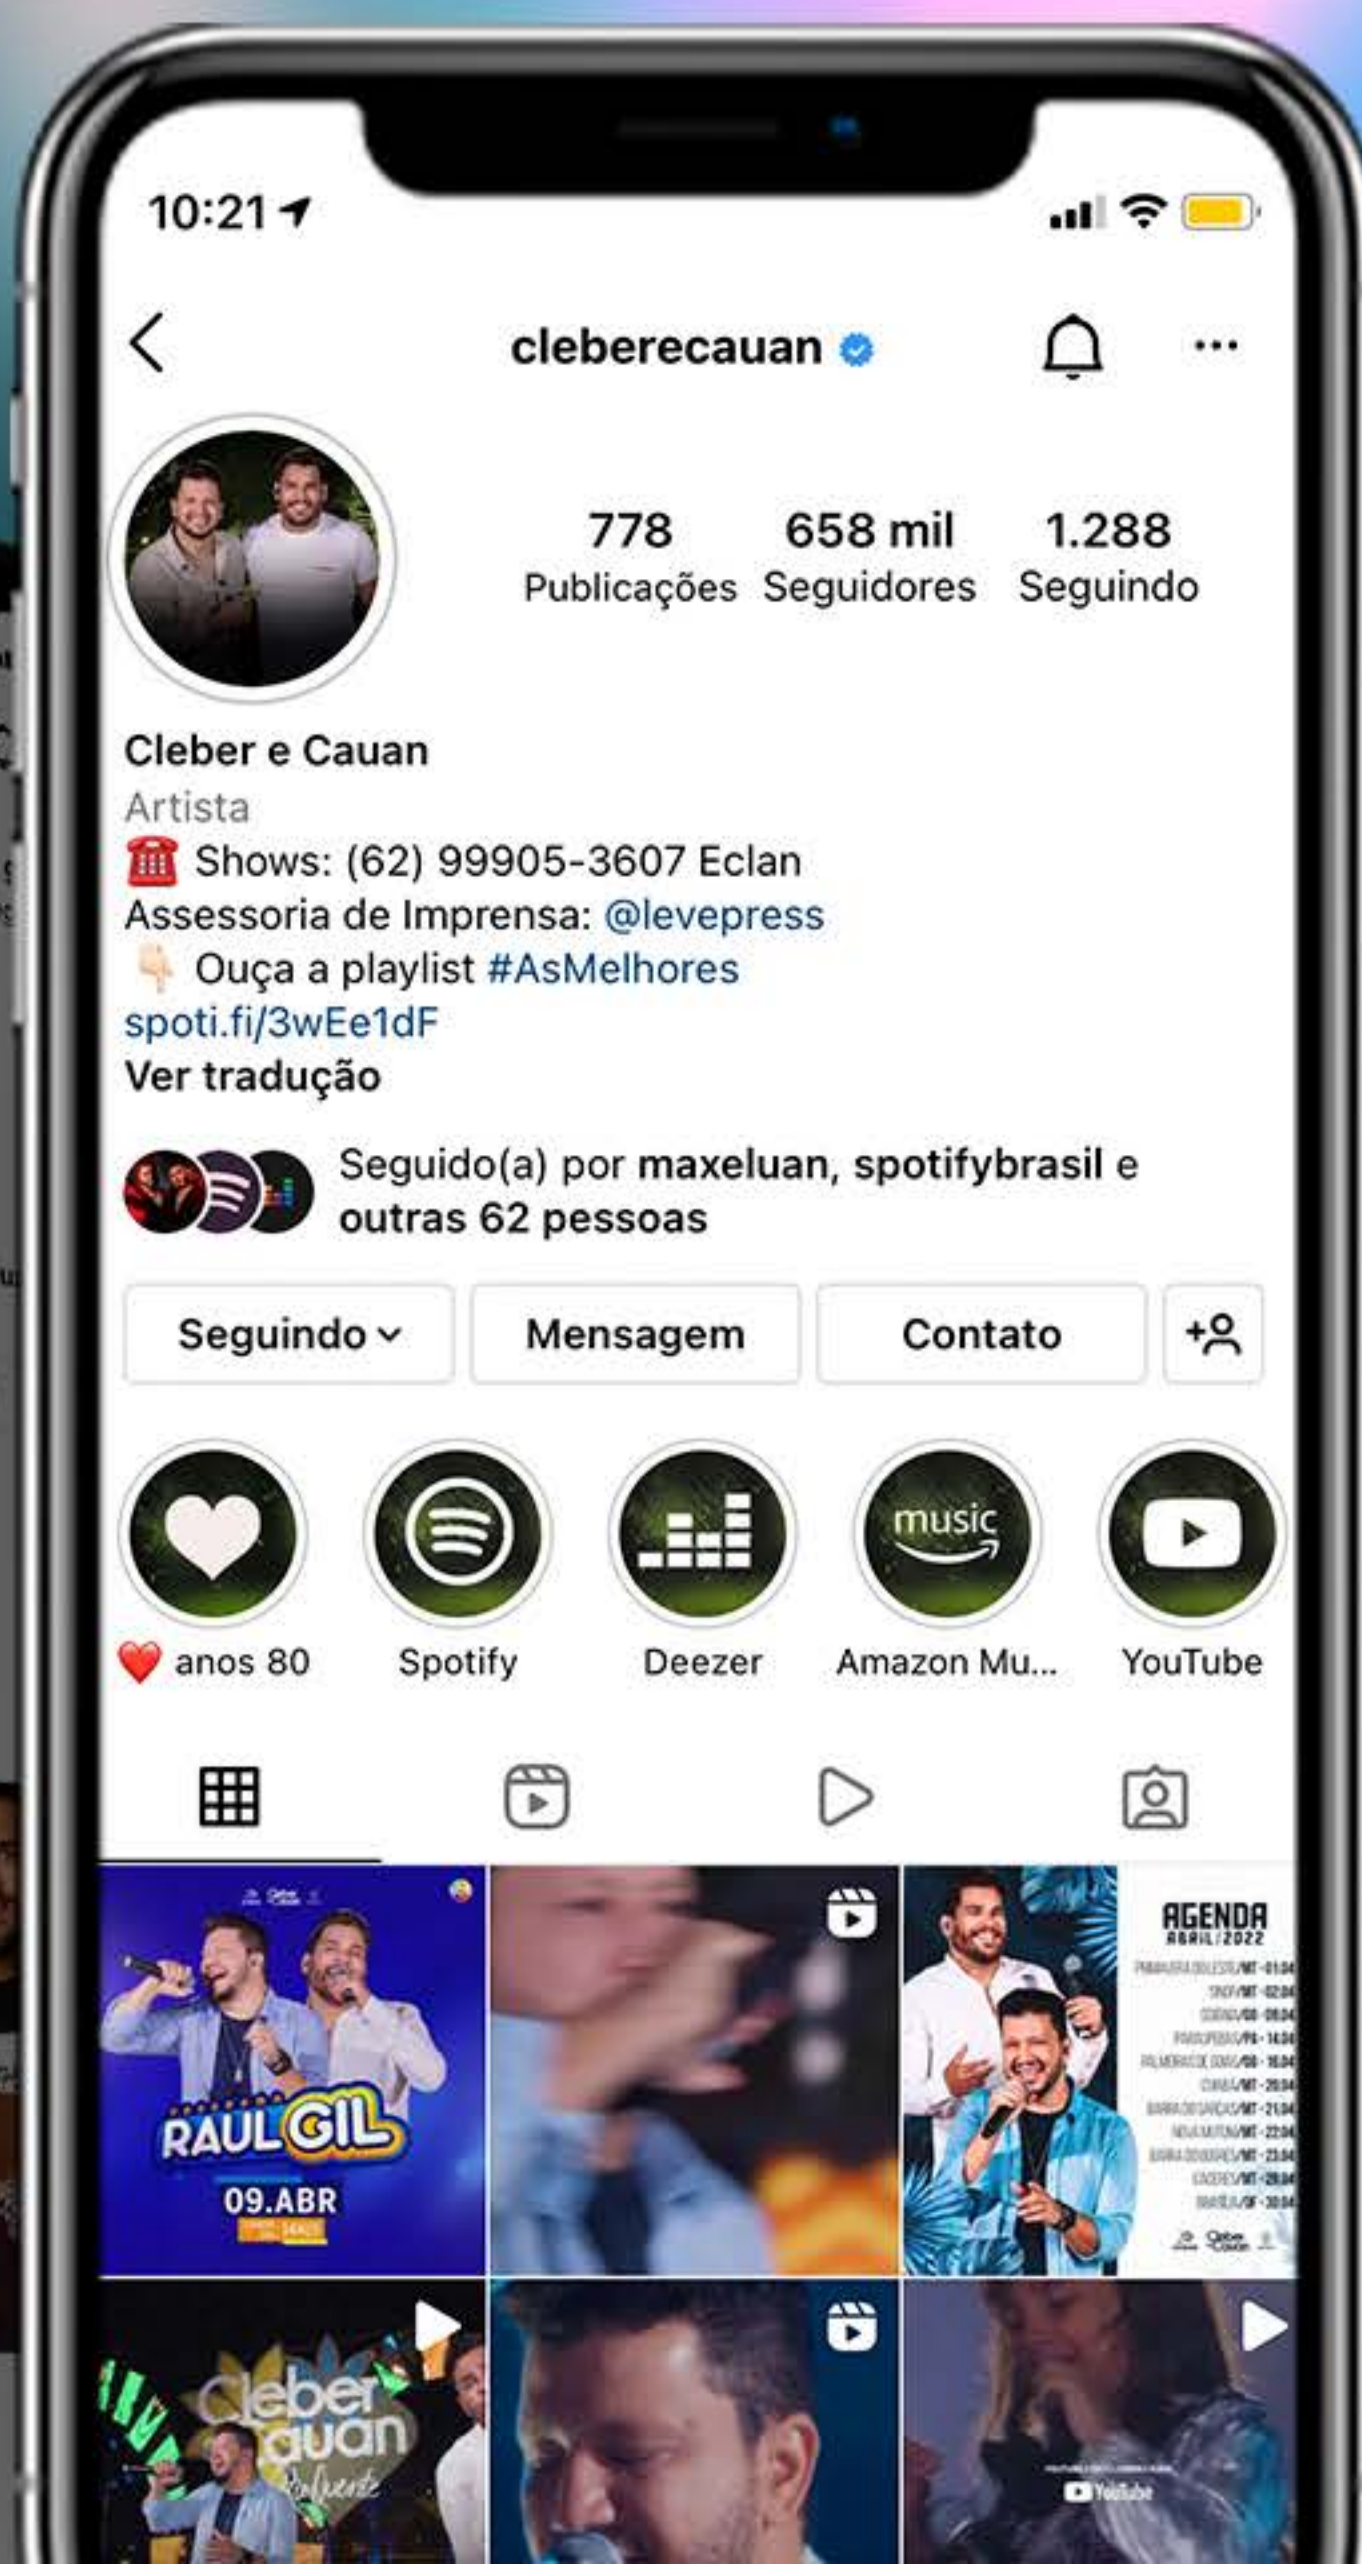 10:21
cleberecauan
778
658 mil
1.288
Publicações
Seguidores
Seguindo
Cleber e Cauan
Artista
Shows: (62) 99905-3607 Eclan
Assessoria de Imprensa: @levepress
Ouça a playlist #AsMelhores
spoti.fi/3wEe1dF
Ver tradução
Seguido(a) por maxeluan, spotifybrasil e
outras 62 pessoas
Seguindo
Mensagem
Contato
music
anos 80
Spotify
Deezer
Amazon Mu...
YouTube
RAUL GIL
09.ABR
AGENDA
ABRIL/2022
Cleber
Cauan
YouTube